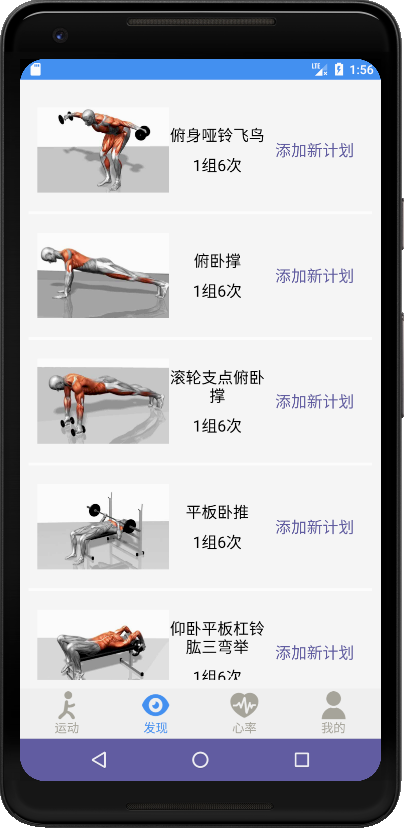 LTE 1:56
俯身哑铃飞鸟
1组6次
添加新计划
俯卧撑
1组6次
添加新计划
滚轮支点俯卧
撑
1组6次
添加新计划
平板卧推
1组6次
添加新计划
仰卧平板杠铃
肱三弯举
1组6次
添加新计划
运动
发现
心率
我的